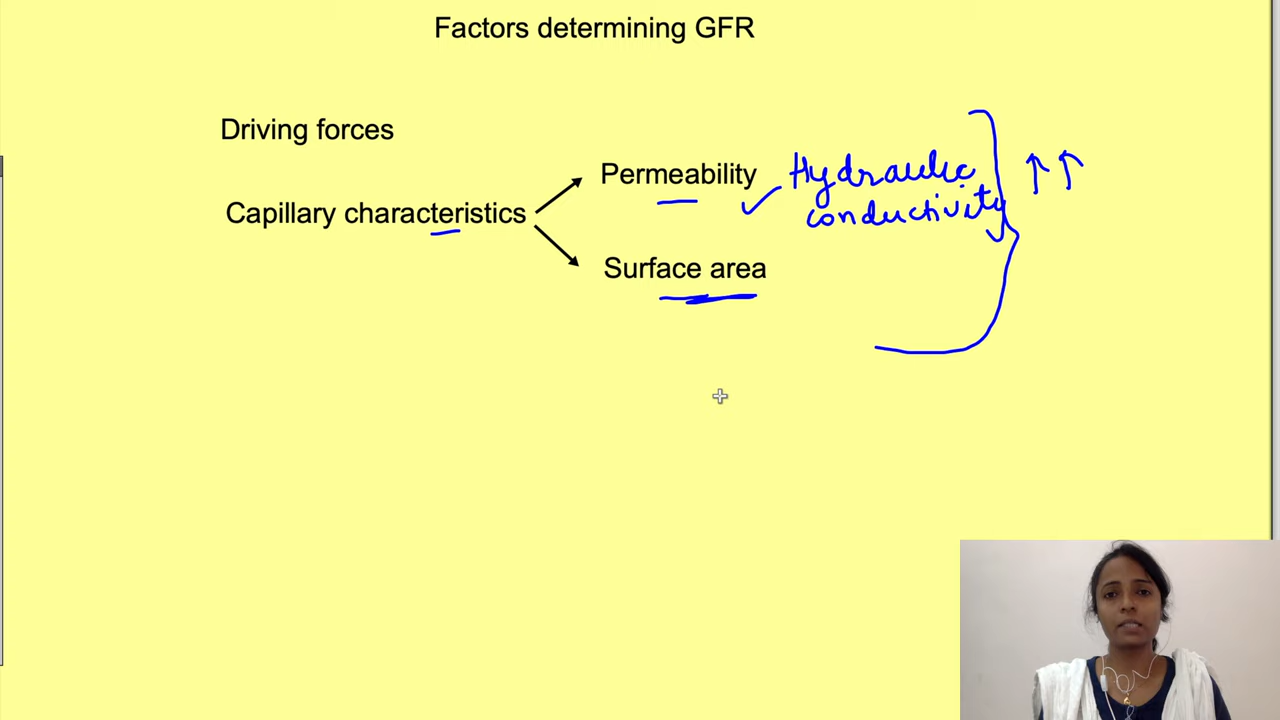 Factors determining GFR
Driving forces
Permeability
Hydraulic
conductivity
Capillary characteristics
Surface area